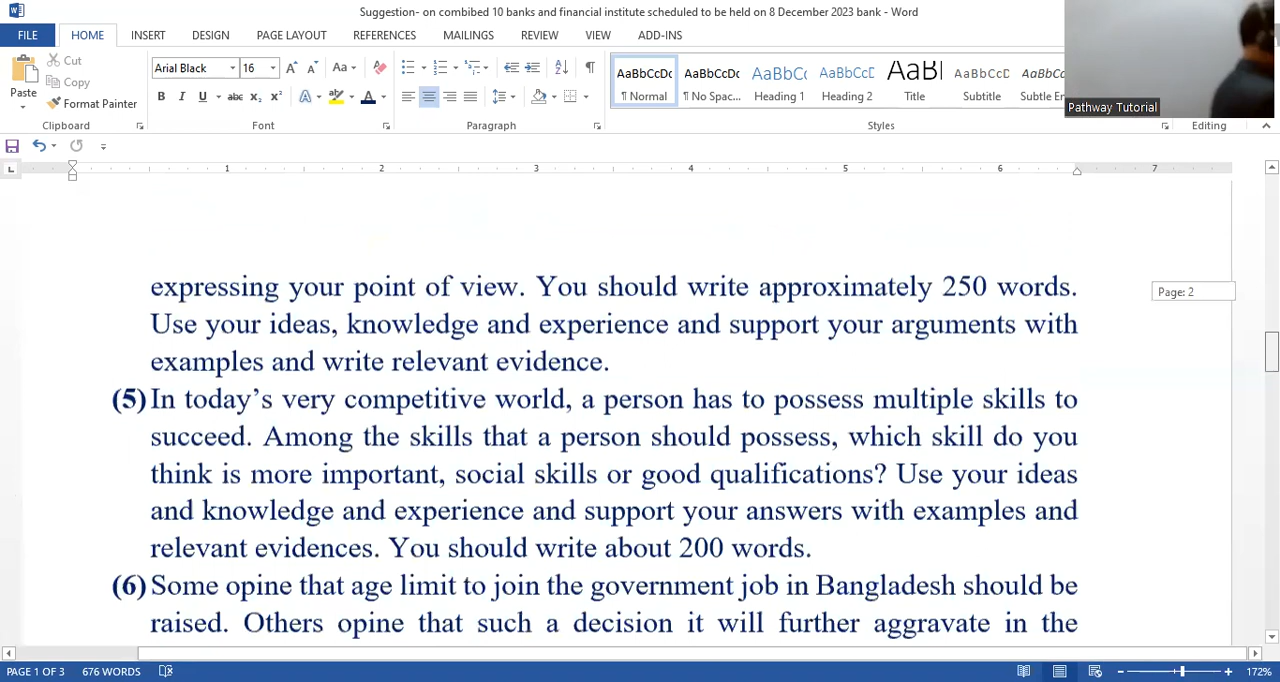 Suggestion- on combibed 10 banks and financial institute scheduled to be held on 8 December 2023 bank - Word
FILE HOME INSERT DESIGN PAGE LAYOUT REFERENCES MAILINGS REVIEW VIEW ADD-INS
Paste
Cut
Copy
Format Painter
Clipboard
Arial Black 16
Font
Paragraph
AaBbCcDc AaBbCcDc AaBbCc AaBbCcC AaBI AaBbCcD AaBbCc
¶ Normal ¶ No Spac... Heading 1 Heading 2 Title Subtitle Subtle Em
Styles
Editing
Pathway Tutorial
1 2 3 4 5 6 7
Page: 2
expressing your point of view. You should write approximately 250 words.
Use your ideas, knowledge and experience and support your arguments with
examples and write relevant evidence.
(5) In today's very competitive world, a person has to possess multiple skills to
succeed. Among the skills that a person should possess, which skill do you
think is more important, social skills or good qualifications? Use your ideas
and knowledge and experience and support your answers with examples and
relevant evidences. You should write about 200 words.
(6) Some opine that age limit to join the government job in Bangladesh should be
raised. Others opine that such a decision it will further aggravate in the
PAGE 1 OF 3 676 WORDS 172%